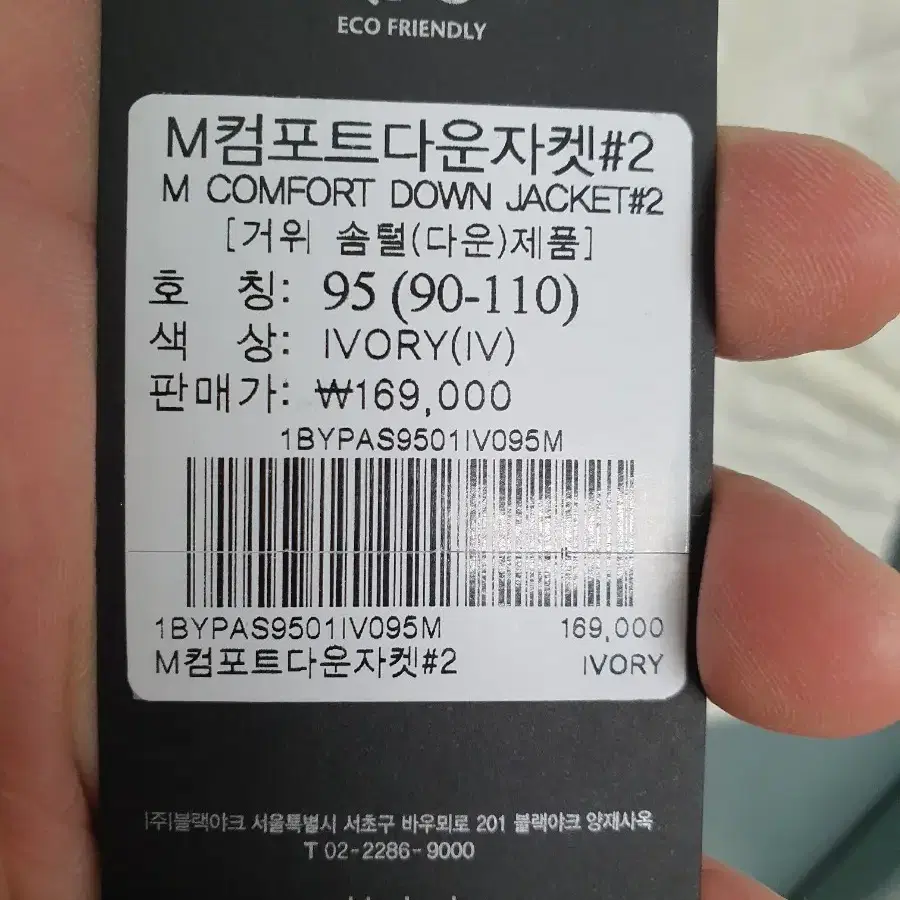 ECO FRIENDLY
M컴포트다운자켓#2
M COMFORT DOWN JACKET#2
[거위 솜털(다운)제품]
호 칭: 95 (90-110)
색 상: IVORY(IV)
판매가: ₩169,000
1BYPAS9501IV095M
1BYPAS9501IV095M 169,000
M컴포트다운자켓#2 IVORY
(주)블랙야크 서울특별시 서초구 바우뫼로 201 블랙야크 양재사옥
T 02-2286-9000